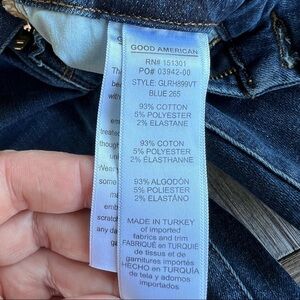 GOOD AMERICAN
RN# 151301
PO# 03942-00
STYLE: GLRH899VT
BLUE 265
93% COTTON
5% POLYESTER
2% ELASTANE
93% COTON
5% POLYESTER
2% ÉLASTHANNE
93% ALGODÓN
5% POLIESTER
2% ELASTANO
MADE IN TURKEY
of imported
fabrics and trim
FABRIQUÉ EN TURQUIE
de tissus et de
garnitures importés
HECHO en TURQUÍA
de tela y adornos
importados